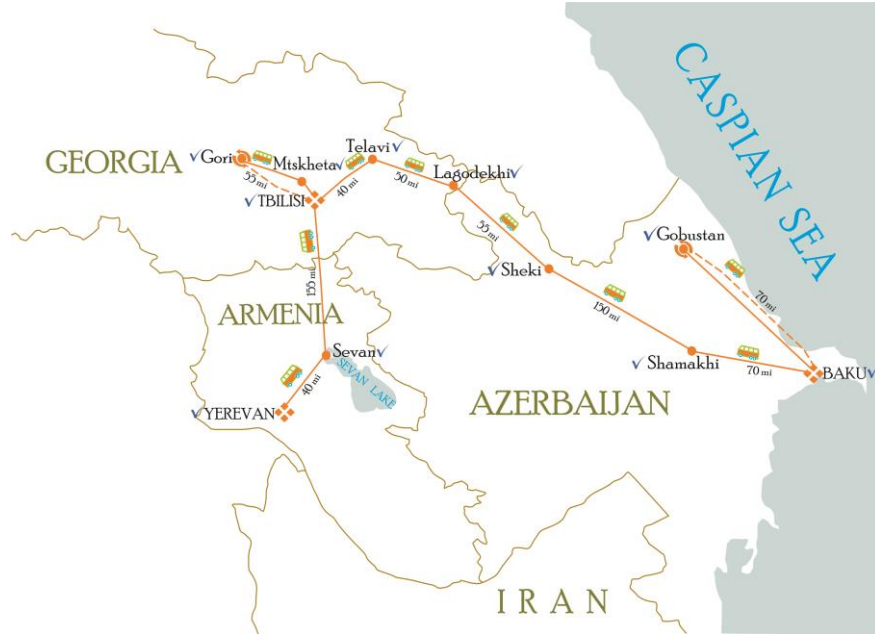 CASPIAN SEA
GEORGIA
Gori
Mtskheta
Telavi
Lagodekhi
55 mi
TBILISI
40 mi
50 mi
55 mi
Gobustan
Sheki
155 mi
70 mi
ARMENIA
150 mi
Sevan
Shamakhi
70 mi
BAKU
SEVAN LAKE
40 mi
YEREVAN
AZERBAIJAN
IRAN